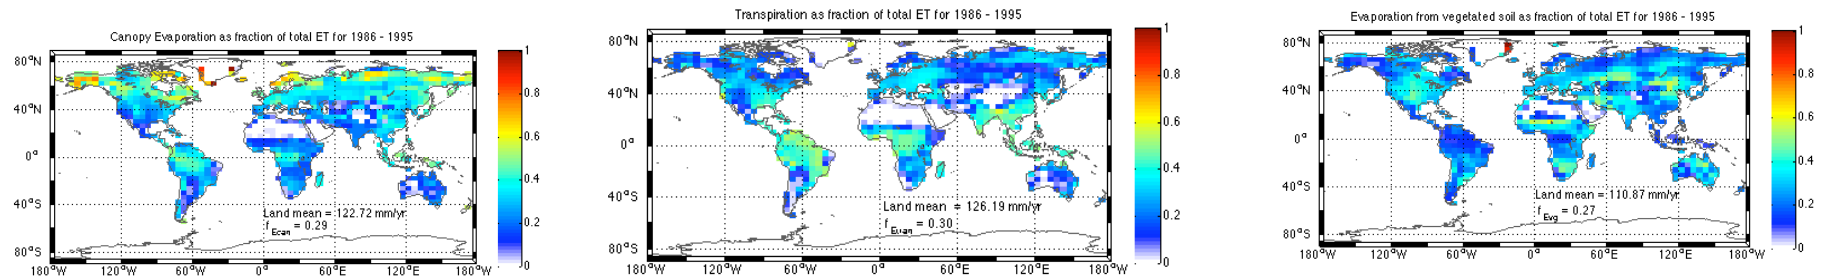 Canopy Evaporation as fraction of total ET for 1986 - 1995
80°N
40°N
0°
40°S
80°S
180°W
120°W
60°W
0°
60°E
120°E
180°W
Land mean = 122.72 mm/yr
f Ecan = 0.29
1
0.8
0.6
0.4
0.2
0
Transpiration as fraction of total ET for 1986 - 1995
80°N
40°N
0°
40°S
80°S
180°W
120°W
60°W
0°
60°E
120°E
180°W
Land mean = 126.19 mm/yr
= 0.30
1
0.8
0.6
0.4
0.2
0
Evaporation from vegetated soil as fraction of total ET for 1986 - 1995
80°N
40°N
0°
40°S
80°S
180°W
120°W
60°W
0°
60°E
120°E
180°W
Land mean = 110.87 mm/yr
f Evg = 0.27
1
0.8
0.6
0.4
0.2
0